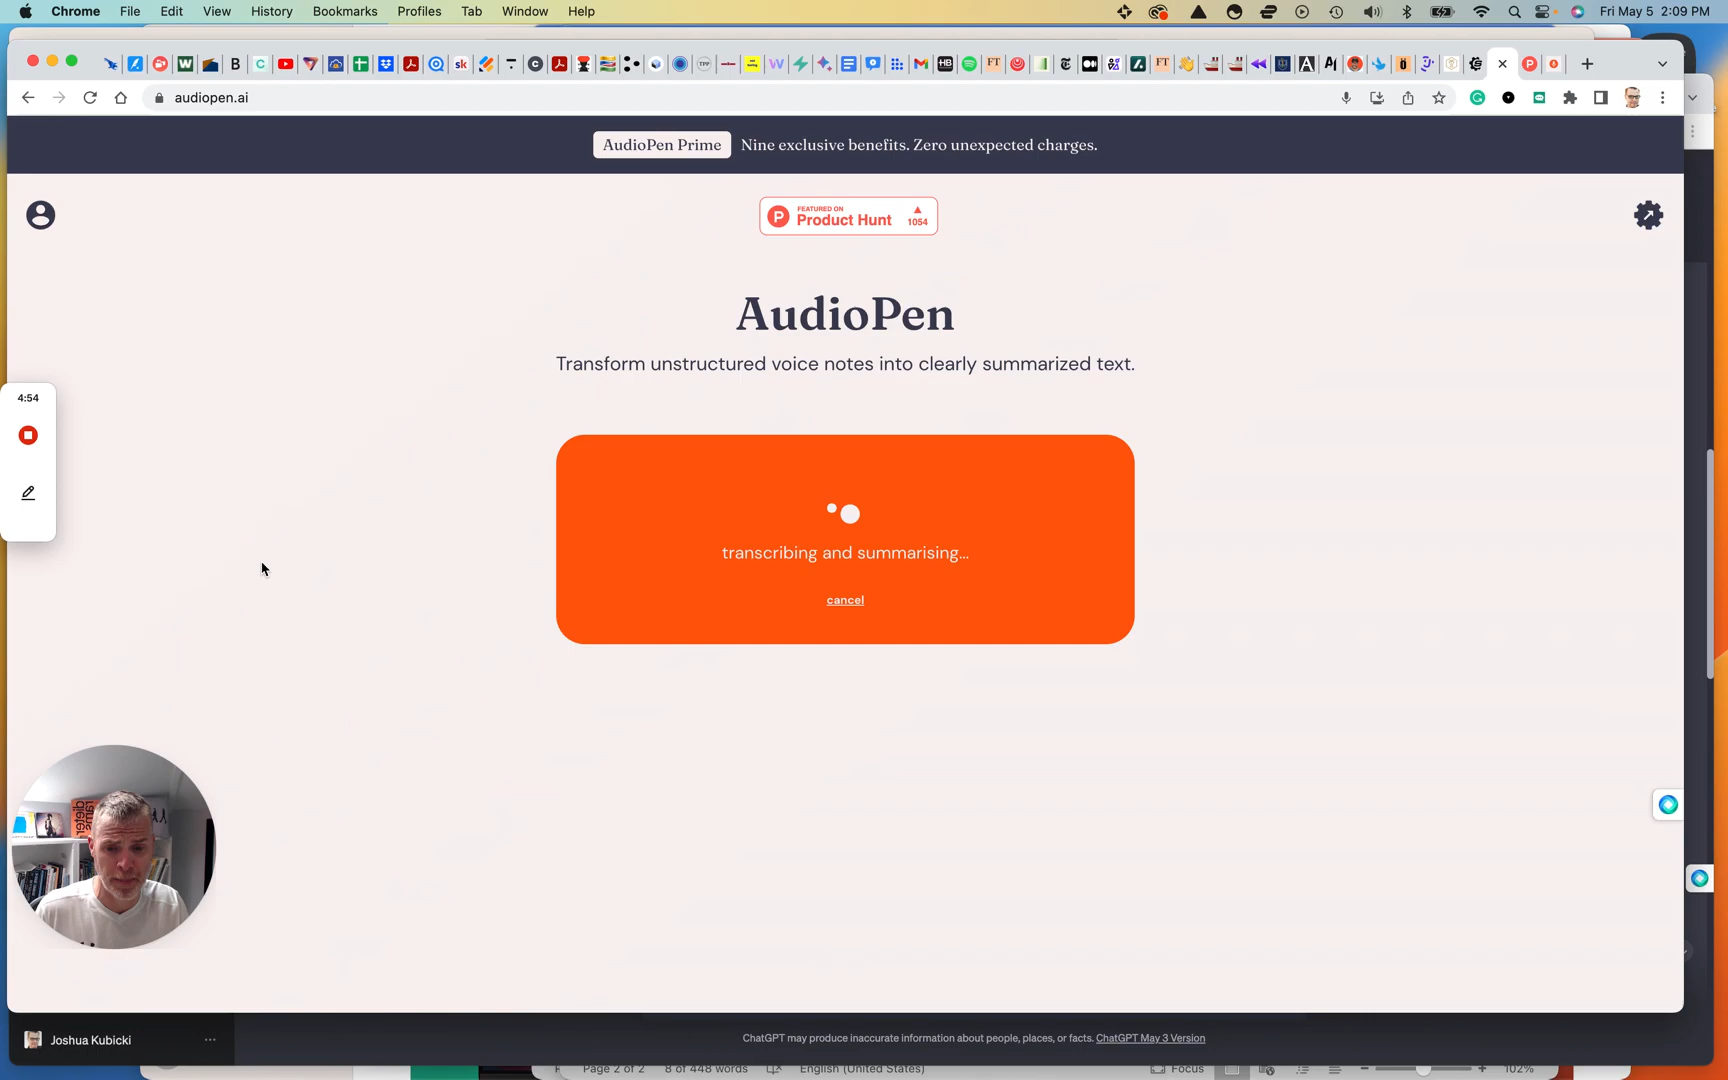 Chrome File Edit View History Bookmarks Profiles Tab Window Help Fri May 5 2:09 PM
audiopen.ai
AudioPen Prime Nine exclusive benefits. Zero unexpected charges.
FEATURED ON
Product Hunt
1054
AudioPen
Transform unstructured voice notes into clearly summarized text.
4:54
transcribing and summarising...
cancel
Joshua Kubicki
ChatGPT may produce inaccurate information about people, places, or facts. ChatGPT May 3 Version
Page 2 of 2 8 of 448 words English (United States) Focus 102%